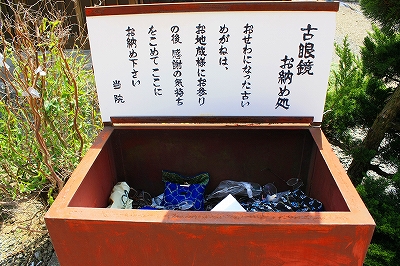 古眼鏡
お納め処
おせわになった古い
めがねは、
お地蔵様にお参り
の後、感謝の気持ち
をこめてここに
お納め下さい
当院